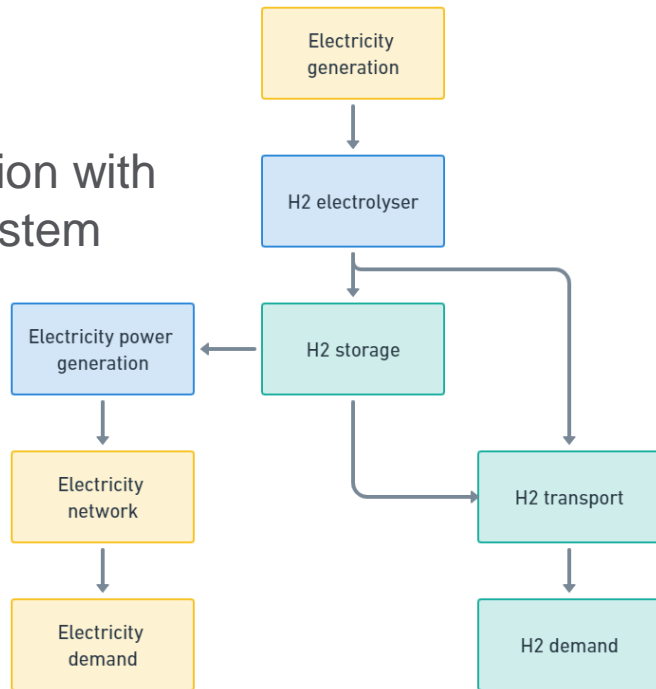 Electricity
generation
ion with
stem
H2 electrolyser
Electricity power
generation
H2 storage
Electricity
network
H2 transport
Electricity
demand
H2 demand